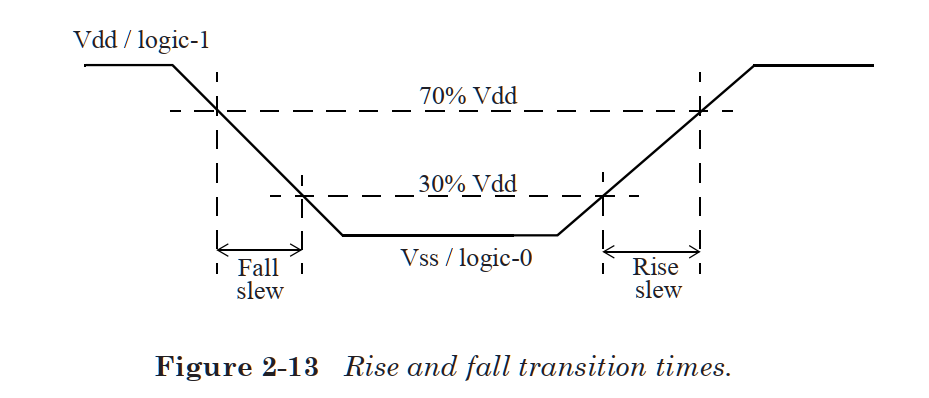 Vdd / logic-1
70% Vdd
30% Vdd
Vss / logic-0
Fall
slew
Rise
slew
Figure 2-13 Rise and fall transition times.